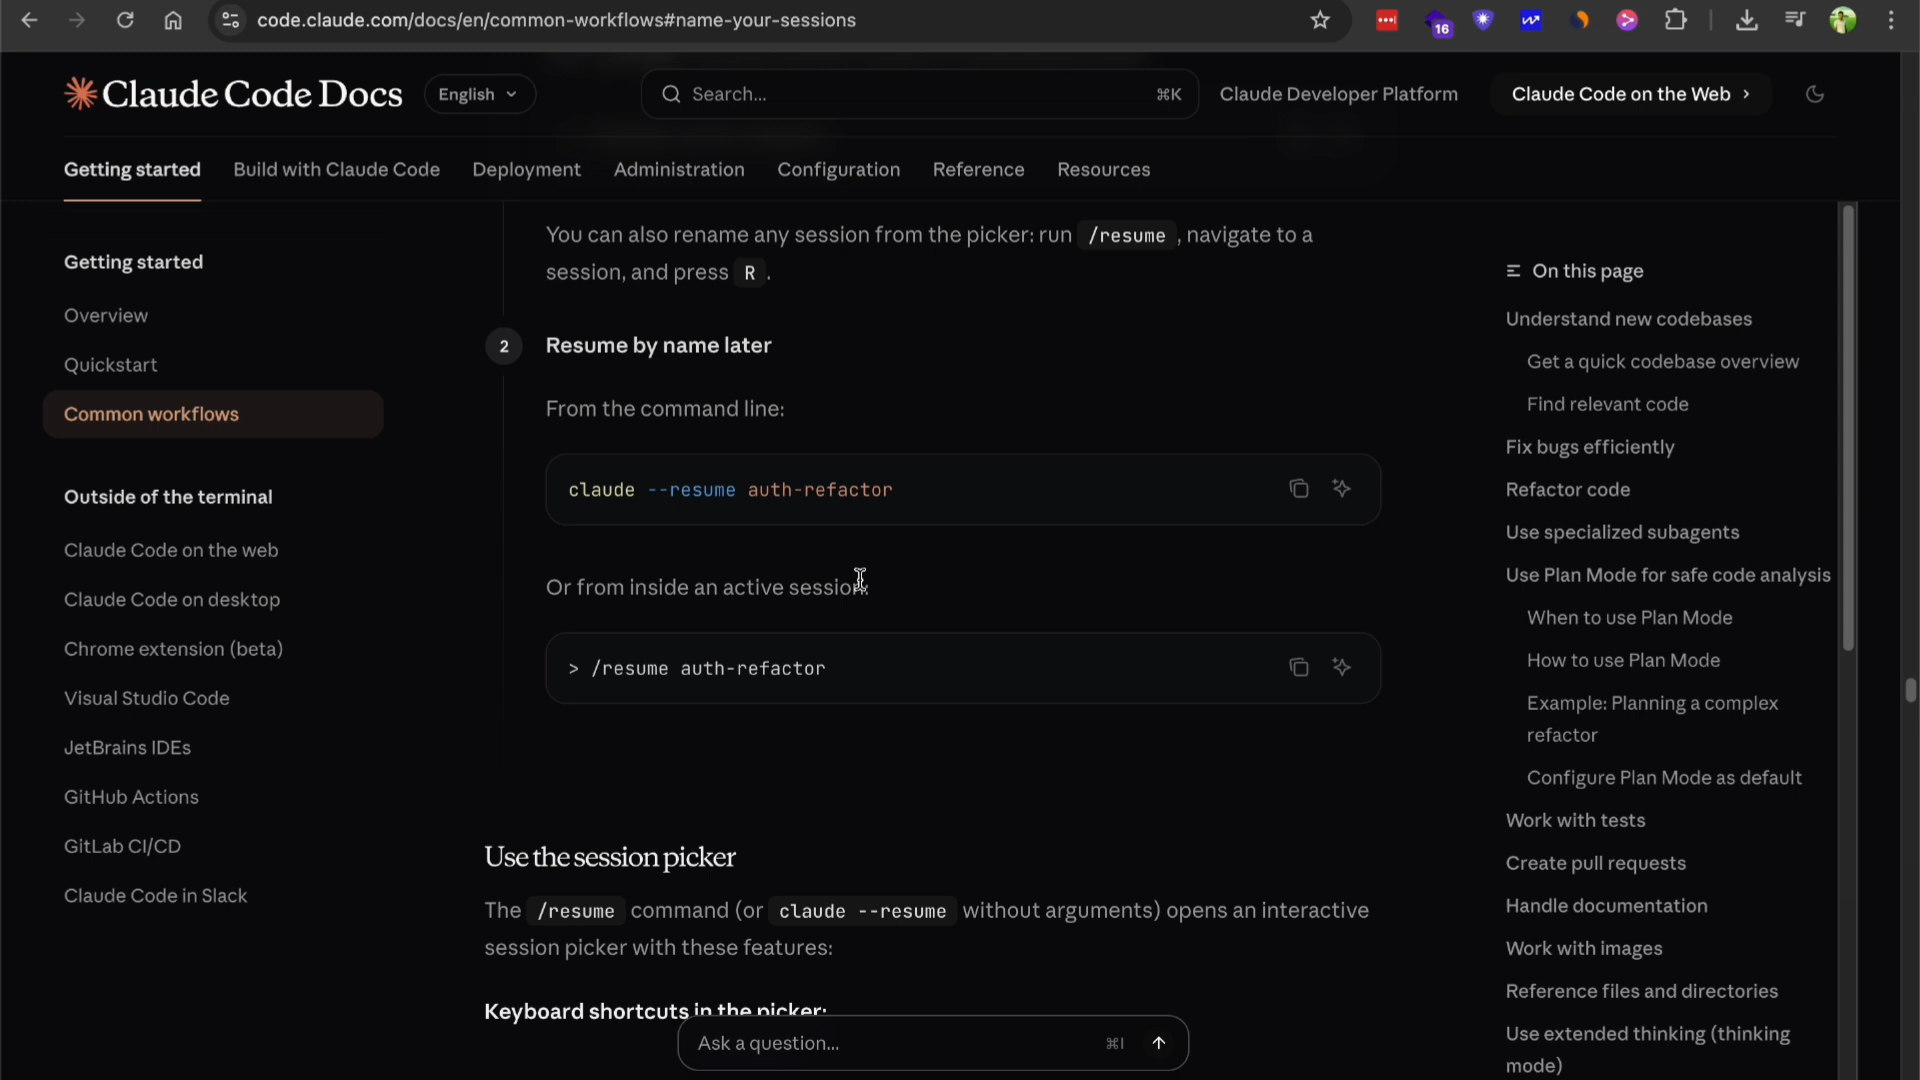 code.claude.com/docs/en/common-workflows#name-your-sessions
16
Claude Code Docs
English
Search...
⌘K
Claude Developer Platform
Claude Code on the Web
Getting started
Build with Claude Code
Deployment
Administration
Configuration
Reference
Resources
Getting started
Overview
Quickstart
Common workflows
Outside of the terminal
Claude Code on the web
Claude Code on desktop
Chrome extension (beta)
Visual Studio Code
JetBrains IDEs
GitHub Actions
GitLab CI/CD
Claude Code in Slack
You can also rename any session from the picker: run /resume, navigate to a
session, and press R.
2
Resume by name later
From the command line:
claude --resume auth-refactor
Or from inside an active session:
> /resume auth-refactor
Use the session picker
The /resume command (or claude --resume without arguments) opens an interactive
session picker with these features:
Keyboard shortcuts in the picker:
Ask a question...
⌘I
On this page
Understand new codebases
Get a quick codebase overview
Find relevant code
Fix bugs efficiently
Refactor code
Use specialized subagents
Use Plan Mode for safe code analysis
When to use Plan Mode
How to use Plan Mode
Example: Planning a complex
refactor
Configure Plan Mode as default
Work with tests
Create pull requests
Handle documentation
Work with images
Reference files and directories
Use extended thinking (thinking
mode)